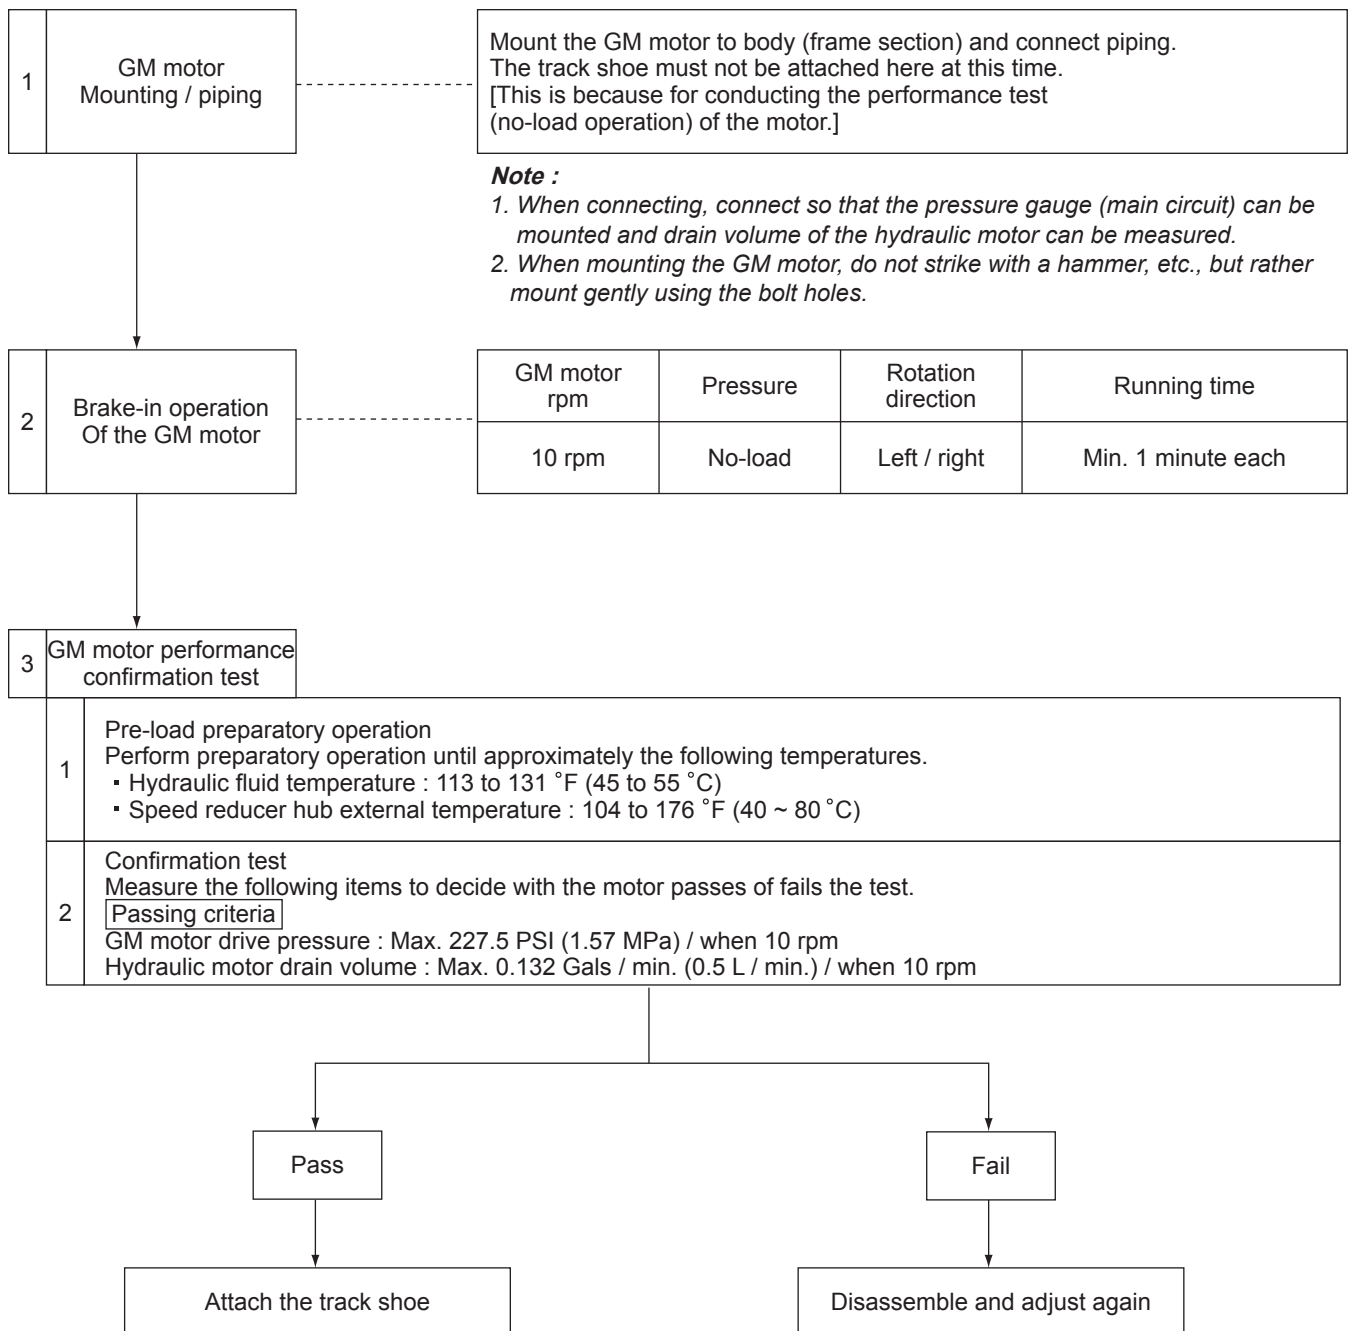 1
GM motor
Mounting / piping
Mount the GM motor to body (frame section) and connect piping.
The track shoe must not be attached here at this time.
[This is because for conducting the performance test
(no-load operation) of the motor.]
Note :
1. When connecting, connect so that the pressure gauge (main circuit) can be
mounted and drain volume of the hydraulic motor can be measured.
2. When mounting the GM motor, do not strike with a hammer, etc., but rather
mount gently using the bolt holes.
2
Brake-in operation
Of the GM motor
GM motor
rpm
Pressure
Rotation
direction
Running time
10 rpm
No-load
Left / right
Min. 1 minute each
3
GM motor performance
confirmation test
1
Pre-load preparatory operation
Perform preparatory operation until approximately the following temperatures.
▪ Hydraulic fluid temperature : 113 to 131 ˚F (45 to 55 ˚C)
▪ Speed reducer hub external temperature : 104 to 176 ˚F (40 ~ 80 ˚C)
2
Confirmation test
Measure the following items to decide with the motor passes of fails the test.
Passing criteria
GM motor drive pressure : Max. 227.5 PSI (1.57 MPa) / when 10 rpm
Hydraulic motor drain volume : Max. 0.132 Gals / min. (0.5 L / min.) / when 10 rpm
Pass
Fail
Attach the track shoe
Disassemble and adjust again